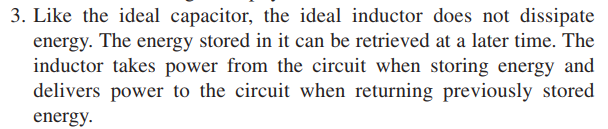 3. Like the ideal capacitor, the ideal inductor does not dissipate
energy. The energy stored in it can be retrieved at a later time. The
inductor takes power from the circuit when storing energy and
delivers power to the circuit when returning previously stored
energy.